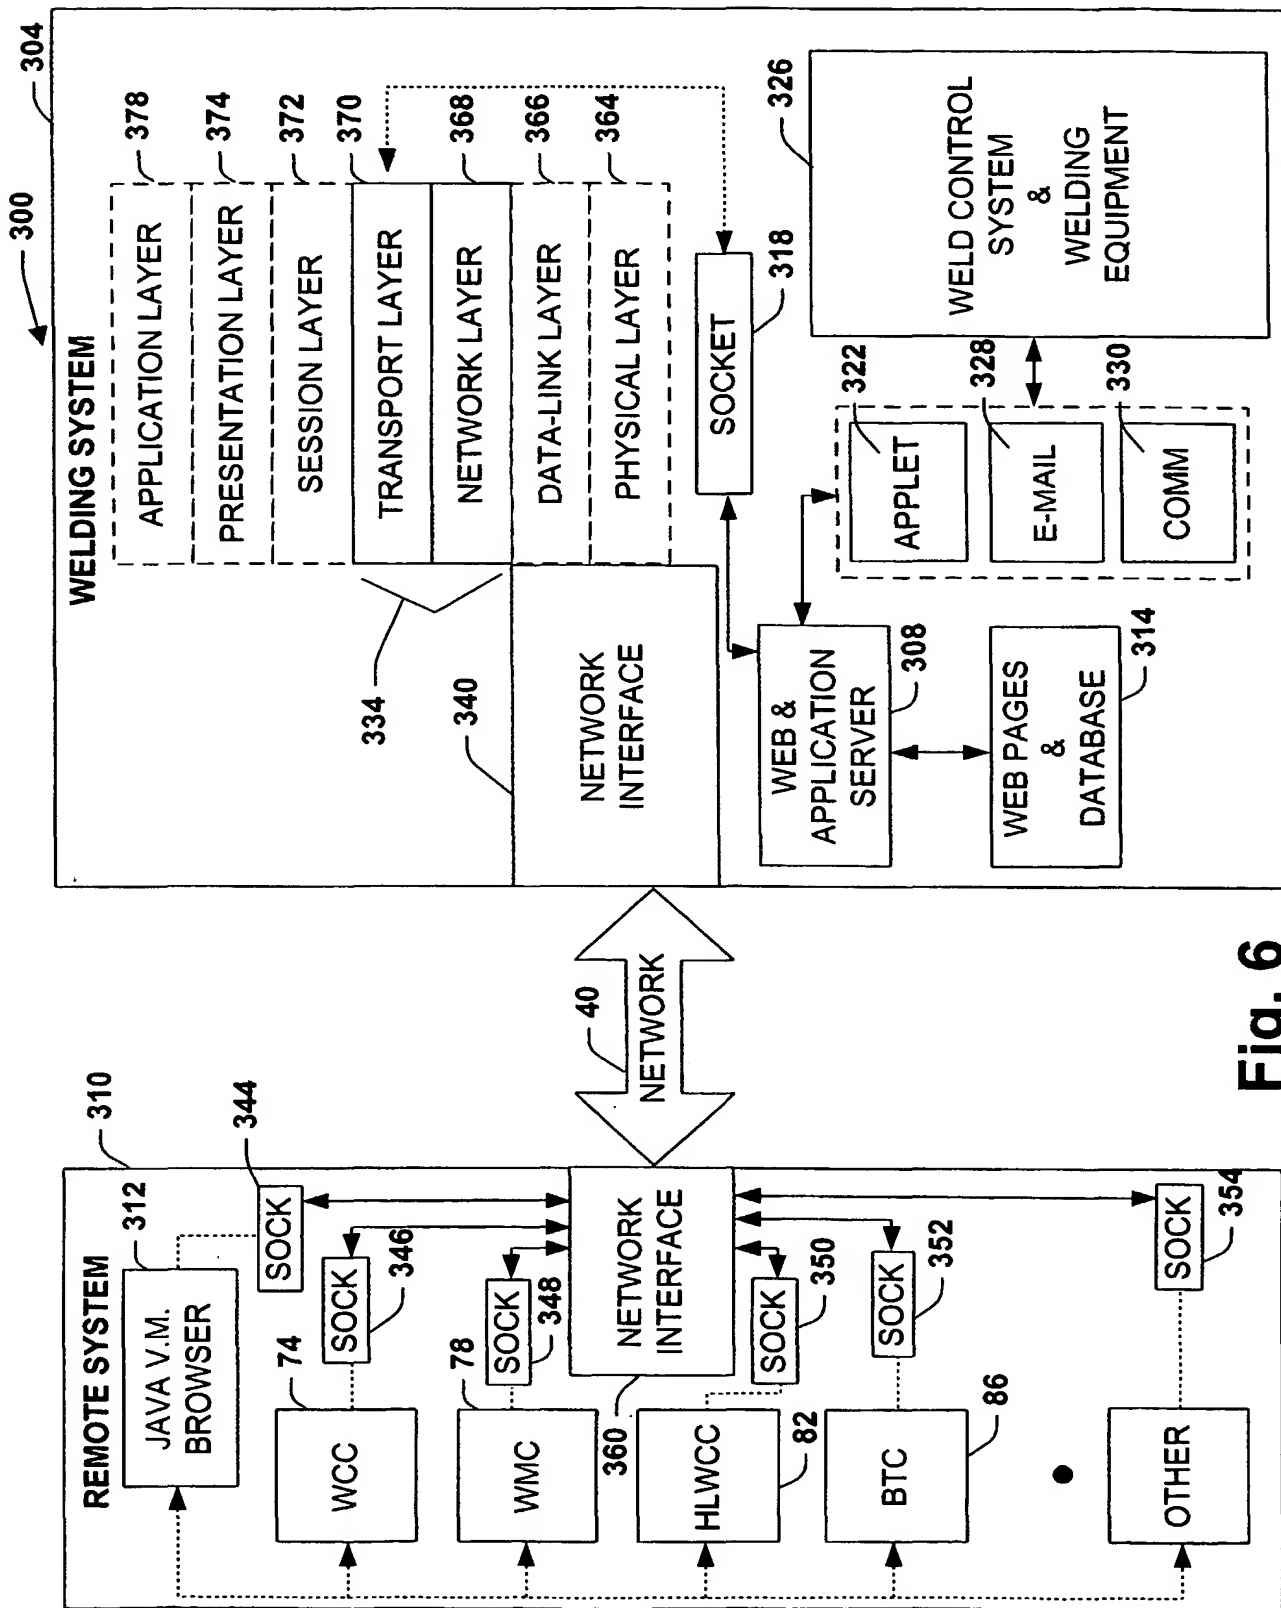 300
304
WELDING SYSTEM
APPLICATION LAYER
378
PRESENTATION LAYER
374
SESSION LAYER
372
TRANSPORT LAYER
370
NETWORK LAYER
368
DATA-LINK LAYER
366
PHYSICAL LAYER
364
334
340
NETWORK
INTERFACE
SOCKET
318
WEB &
APPLICATION
SERVER
308
WEB PAGES
&
DATABASE
314
APPLET
322
E-MAIL
328
COMM
330
WELD CONTROL
SYSTEM
&
WELDING
EQUIPMENT
326
40
NETWORK
REMOTE SYSTEM
310
JAVA V.M.
BROWSER
312
SOCK
344
WCC
74
SOCK
346
WMC
78
SOCK
348
NETWORK
INTERFACE
360
HLWCC
82
SOCK
350
BTC
86
SOCK
352
OTHER
SOCK
354
Fig. 6